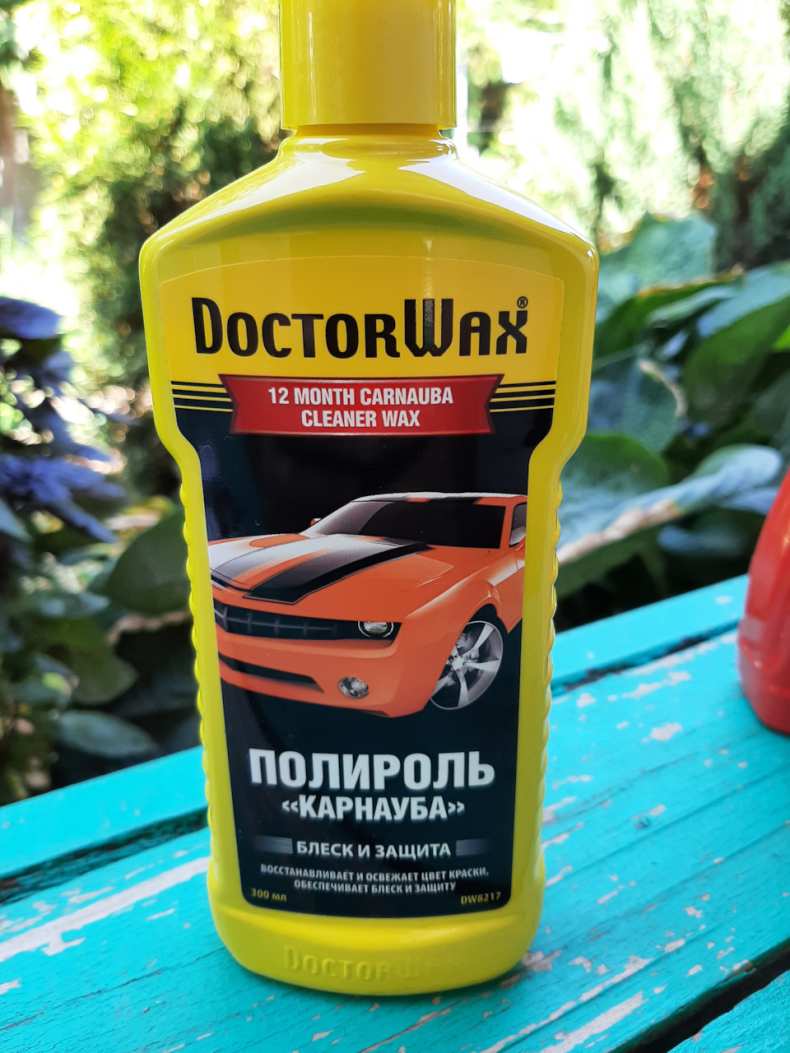 DOCTORWAX®
12 MONTH CARNAUBA
CLEANER WAX
ПОЛИРОЛЬ
«КАРНАУБА»
БЛЕСК И ЗАЩИТА
ВОССТАНАВЛИВАЕТ И ОСВЕЖАЕТ ЦВЕТ КРАСКИ,
ОБЕСПЕЧИВАЕТ БЛЕСК И ЗАЩИТУ
300 мл
DW8217
DOCTORWAX